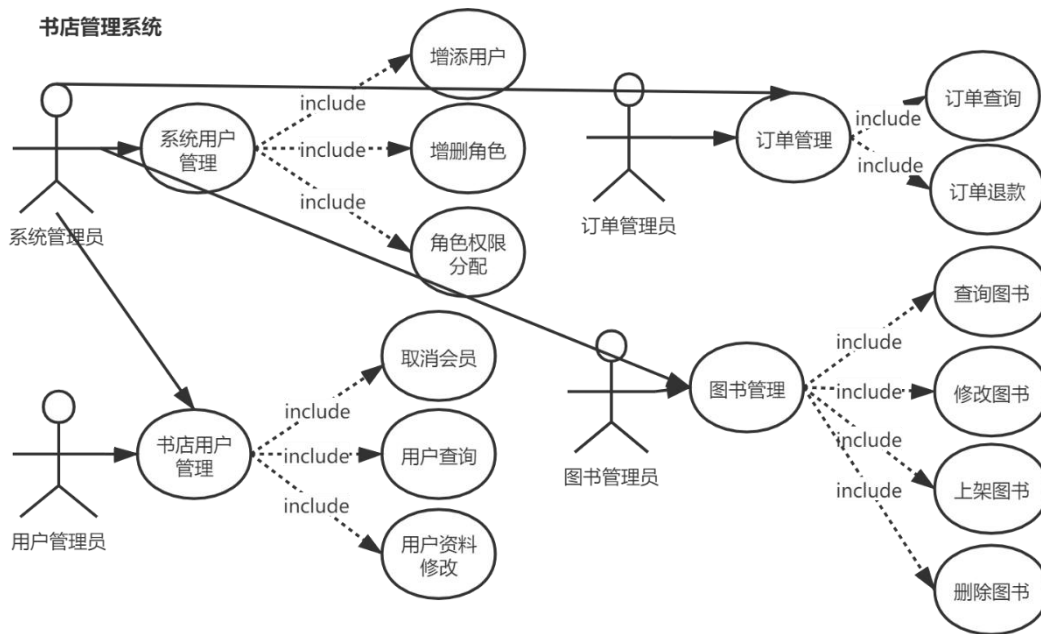 书店管理系统
增添用户
include
系统用户
管理
include
增删角色
include
角色权限
分配
系统管理员
订单查询
include
订单管理
include
订单退款
订单管理员
取消会员
include
书店用户
管理
include
用户查询
include
用户资料
修改
用户管理员
查询图书
include
图书管理
include
修改图书
include
上架图书
include
删除图书
图书管理员